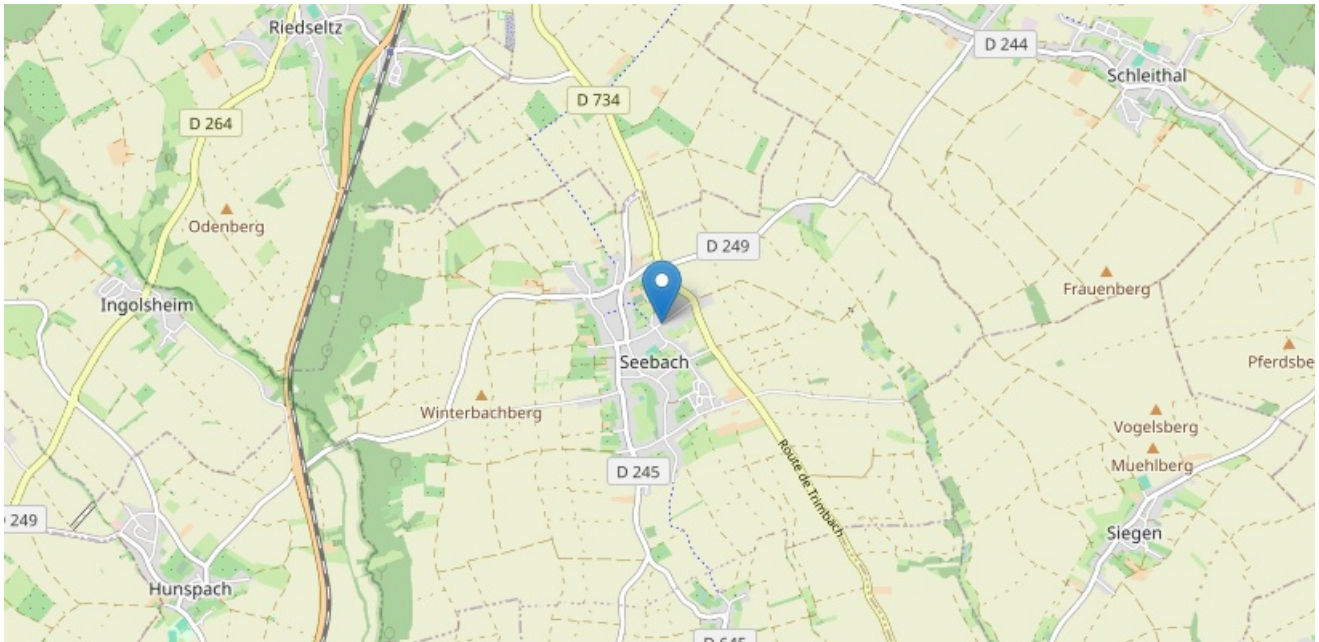 Riedseltz
D 244
Schleithal
D 734
D 264
Odenberg
D 249
Frauenberg
Ingolsheim
Seebach
Pferdsbe
Winterbachberg
Vogelsberg
Muehlberg
D 245
Route de Trimbach
249
Siegen
Hunspach
D 645